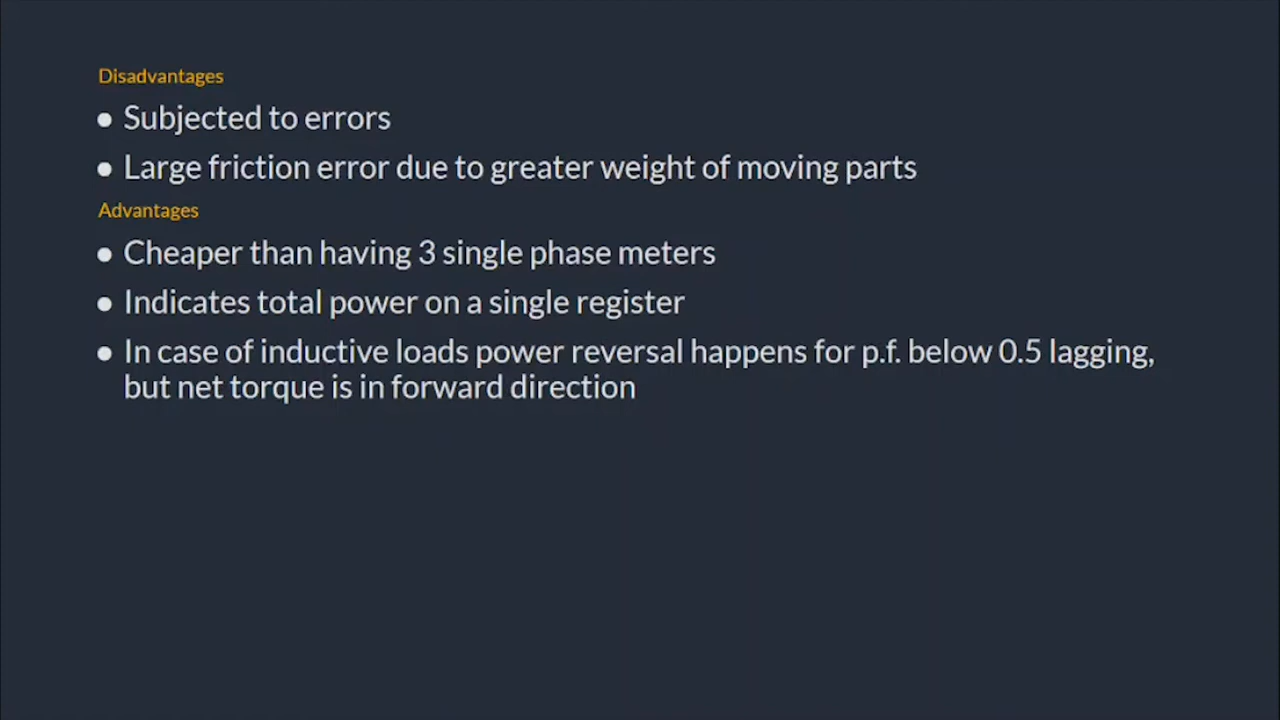 Disadvantages
● Subjected to errors
● Large friction error due to greater weight of moving parts
Advantages
● Cheaper than having 3 single phase meters
● Indicates total power on a single register
● In case of inductive loads power reversal happens for p.f. below 0.5 lagging,
but net torque is in forward direction